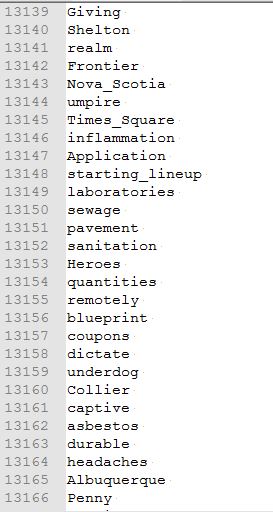 13139 Giving
13140 Shelton
13141 realm
13142 Frontier
13143 Nova_Scotia
13144 umpire
13145 Times_Square
13146 inflammation
13147 Application
13148 starting_lineup
13149 laboratories
13150 sewage
13151 pavement
13152 sanitation
13153 Heroes
13154 quantities
13155 remotely
13156 blueprint
13157 coupons
13158 dictate
13159 underdog
13160 Collier
13161 captive
13162 asbestos
13163 durable
13164 headaches
13165 Albuquerque
13166 Penny